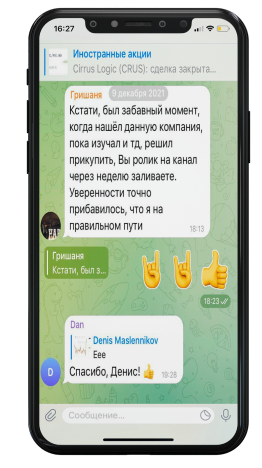 16:27
Иностранные акции
Cirrus Logic (CRUS): сделка закрыта...
9 декабря 2021
Гришаня
Кстати, был забавный момент,
когда нашёл данную компания,
пока изучал и тд, решил
прикупить, Вы ролик на канал
через неделю заливаете.
Уверенности точно
прибавилось, что я на
правильном пути
18:13
Гришаня
Кстати, был з...
18:23
Dan
Denis Maslennikov
Eee
Спасибо, Денис!
19:28
D
Сообщение...